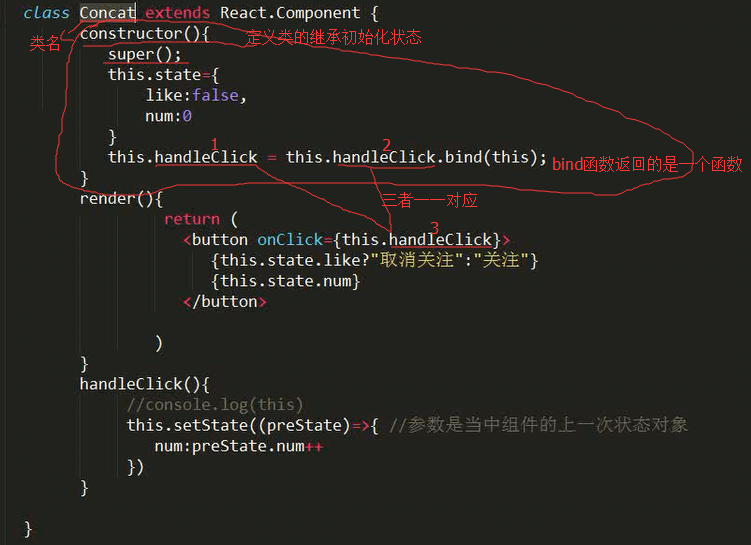 class Concat extends React.Component {
类名
constructor(){
定义类的继承初始化状态
super();
this.state={
like:false,
num:0
}
1
2
this.handleClick = this.handleClick.bind(this);
bind函数返回的是一个函数
}
render(){
三者一一对应
return (
3
<button onClick={this.handleClick}>
{this.state.like?"取消关注":"关注"}
{this.state.num}
</button>
)
}
handleClick(){
//console.log(this)
this.setState((preState)=>{ //参数是当中组件的上一次状态对象
num:preState.num++
})
}
}